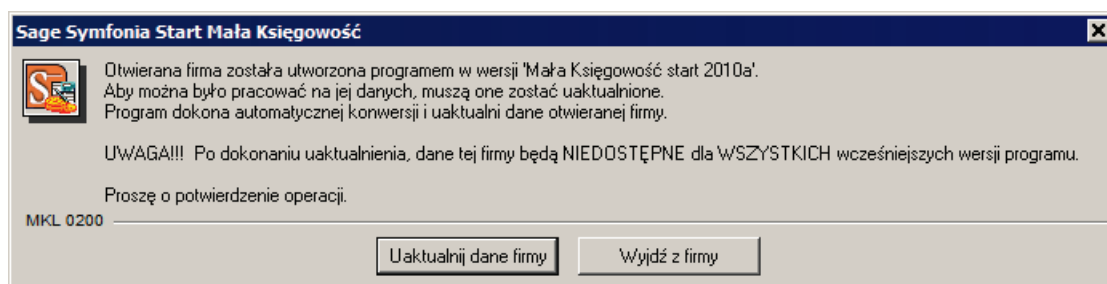 Sage Symfonia Start Mała Księgowość
Otwierana firma została utworzona programem w wersji 'Mała Księgowość start 2010a'.
Aby można było pracować na jej danych, muszą one zostać uaktualnione.
Program dokona automatycznej konwersji i uaktualni dane otwieranej firmy.
UWAGA!!! Po dokonaniu uaktualnienia, dane tej firmy będą NIEDOSTĘPNE dla WSZYSTKICH wcześniejszych wersji programu.
Proszę o potwierdzenie operacji.
MKL 0200
Uaktualnij dane firmy
Wyjdź z firmy